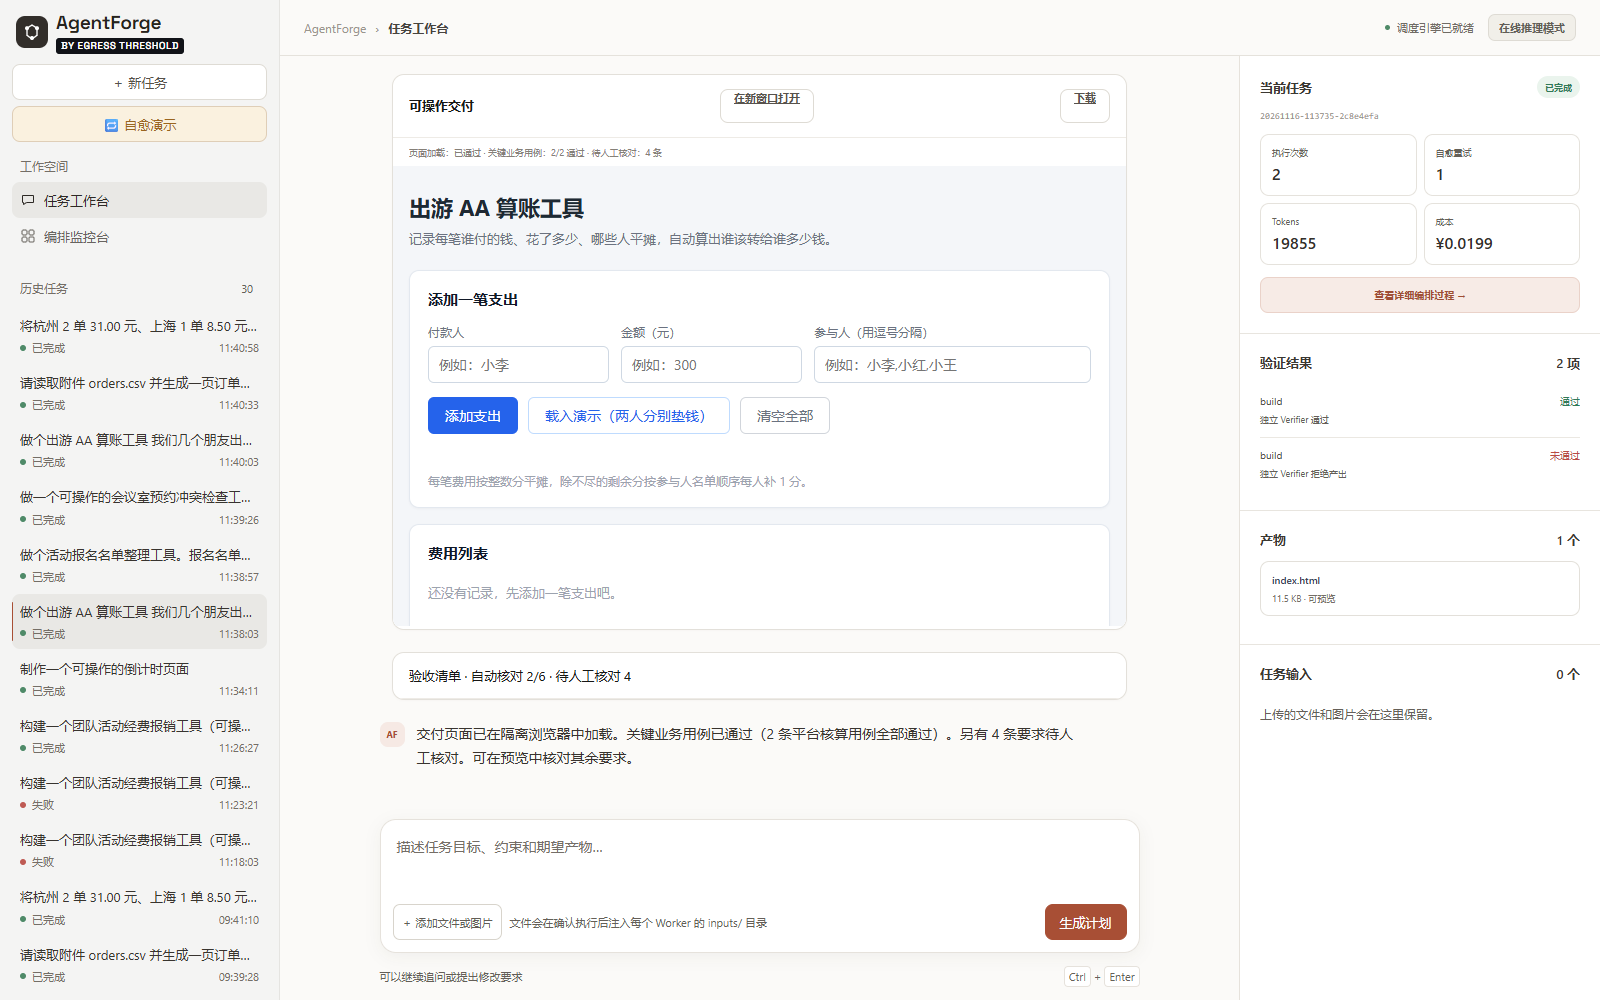 AgentForge
BY EGRESS THRESHOLD
+ 新任务
自愈演示
工作空间
任务工作台
编排监控台
历史任务 30
将杭州 2 单 31.00 元、上海 1 单 8.50 元...
已完成 11:40:58
请读取附件 orders.csv 并生成一页订单...
已完成 11:40:33
做个出游 AA 算账工具 我们几个朋友出...
已完成 11:40:03
做一个可操作的会议室预约冲突检查工...
已完成 11:39:26
做个活动报名名单整理工具。报名名单...
已完成 11:38:57
做个出游 AA 算账工具 我们几个朋友出...
已完成 11:38:03
制作一个可操作的倒计时页面
已完成 11:34:11
构建一个团队活动经费报销工具（可操...
已完成 11:26:27
构建一个团队活动经费报销工具（可操...
失败 11:23:21
构建一个团队活动经费报销工具（可操...
失败 11:18:03
将杭州 2 单 31.00 元、上海 1 单 8.50 元...
已完成 09:41:10
请读取附件 orders.csv 并生成一页订单...
已完成 09:39:28
AgentForge › 任务工作台
调度引擎已就绪
在线推理模式
可操作交付
在新窗口打开
下载
页面加载：已通过 · 关键业务用例：2/2 通过 · 待人工核对：4 条
出游 AA 算账工具
记录每笔谁付的钱、花了多少、哪些人平摊，自动算出谁该转给谁多少钱。
添加一笔支出
付款人 金额（元） 参与人（用逗号分隔）
例如：小李 例如：300 例如：小李,小红,小王
添加支出 载入演示（两人分别垫钱） 清空全部
每笔费用按整数分平摊，除不尽的剩余分按参与人名单顺序每人补 1 分。
费用列表
还没有记录，先添加一笔支出吧。
验收清单 · 自动核对 2/6 · 待人工核对 4
AF
交付页面已在隔离浏览器中加载。关键业务用例已通过（2 条平台核算用例全部通过）。另有 4 条要求待人
工核对。可在预览中核对其余要求。
描述任务目标、约束和期望产物...
+ 添加文件或图片
文件会在确认执行后注入每个 Worker 的 inputs/ 目录
生成计划
可以继续追问或提出修改要求
Ctrl + Enter
当前任务 已完成
20261116-113735-2c8e4efa
执行次数
2
自愈重试
1
Tokens
19855
成本
¥0.0199
查看详细编排过程 →
验证结果 2 项
build 通过
独立 Verifier 通过
build 未通过
独立 Verifier 拒绝产出
产物 1 个
index.html
11.5 KB · 可预览
任务输入 0 个
上传的文件和图片会在这里保留。